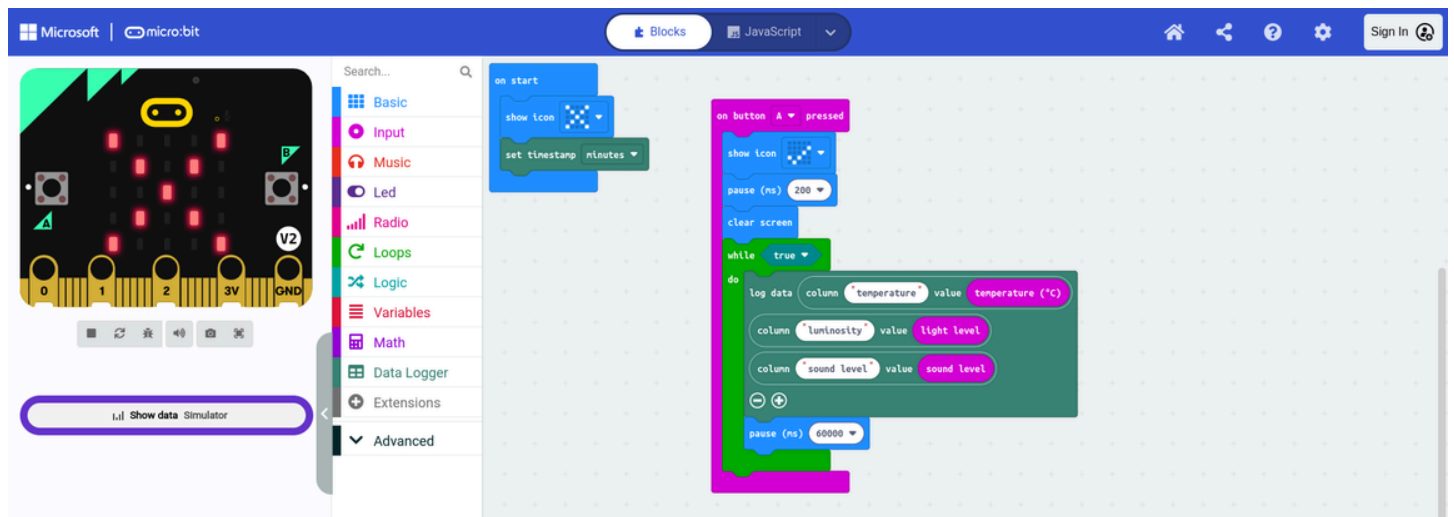 Microsoft | micro:bit
Blocks
JavaScript
Sign In
B
A
V2
0 1 2 3V GND
Show data Simulator
Search...
Basic
Input
Music
Led
Radio
Loops
Logic
Variables
Math
Data Logger
Extensions
Advanced
on start
show icon
set timestamp minutes
on button A pressed
show icon
pause (ms) 200
clear screen
while true
do
log data column "temperature" value temperature (°C)
column "luminosity" value light level
column "sound level" value sound level
pause (ms) 60000